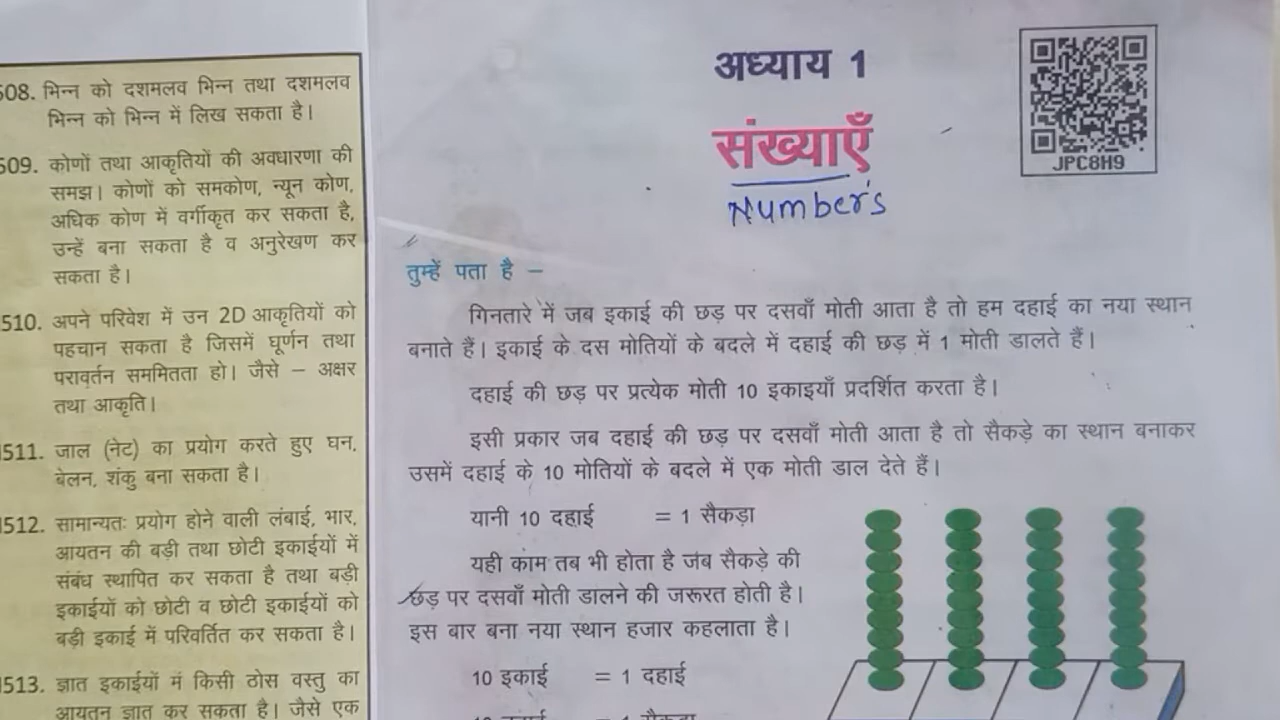 508. भिन्न को दशमलव भिन्न तथा दशमलव
भिन्न को भिन्न में लिख सकता है।
509. कोणों तथा आकृतियों की अवधारणा की
समझ। कोणों को समकोण, न्यून कोण,
अधिक कोण में वर्गीकृत कर सकता है,
उन्हें बना सकता है व अनुरेखण कर
सकता है।
510. अपने परिवेश में उन 2D आकृतियों को
पहचान सकता है जिसमें घूर्णन तथा
परावर्तन सममितता हो। जैसे – अक्षर
तथा आकृति।
511. जाल (नेट) का प्रयोग करते हुए घन,
बेलन, शंकु बना सकता है।
512. सामान्यतः प्रयोग होने वाली लंबाई, भार,
आयतन की बड़ी तथा छोटी इकाईयों में
संबंध स्थापित कर सकता है तथा बड़ी
इकाईयों को छोटी व छोटी इकाईयों को
बड़ी इकाई में परिवर्तित कर सकता है।
513. ज्ञात इकाईयों में किसी ठोस वस्तु का
आयतन ज्ञात कर सकता है। जैसे एक
अध्याय 1
संख्याएँ
Number's
JPC8H9
तुम्हें पता है –
गिनतारे में जब इकाई की छड़ पर दसवाँ मोती आता है तो हम दहाई का नया स्थान
बनाते हैं। इकाई के दस मोतियों के बदले में दहाई की छड़ में 1 मोती डालते हैं।
दहाई की छड़ पर प्रत्येक मोती 10 इकाइयाँ प्रदर्शित करता है।
इसी प्रकार जब दहाई की छड़ पर दसवाँ मोती आता है तो सैकड़े का स्थान बनाकर
उसमें दहाई के 10 मोतियों के बदले में एक मोती डाल देते हैं।
यानी 10 दहाई = 1 सैकड़ा
यही काम तब भी होता है जब सैकड़े की
छड़ पर दसवाँ मोती डालने की जरूरत होती है।
इस बार बना नया स्थान हजार कहलाता है।
10 इकाई = 1 दहाई